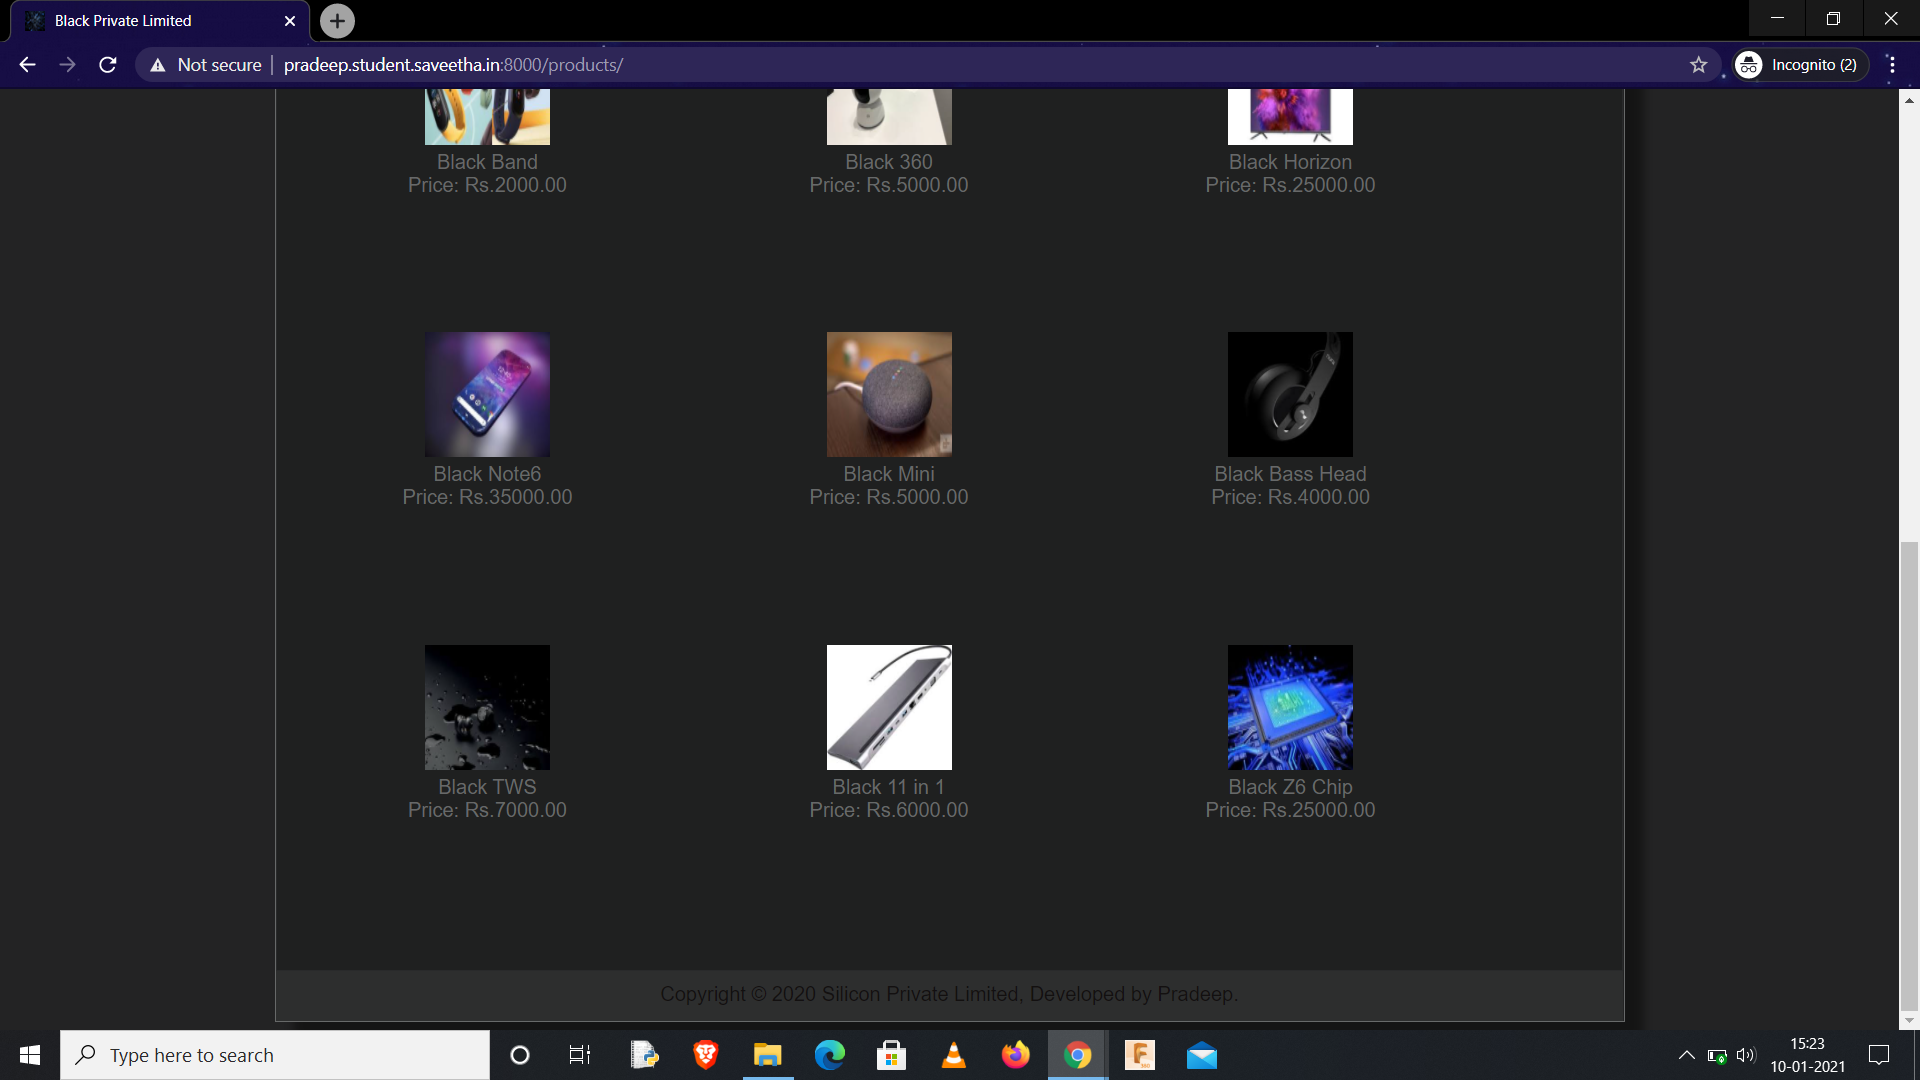 Black Private Limited
Not secure
pradeep.student.saveetha.in:8000/products/
Incognito (2)
Black Band
Price: Rs.2000.00
Black 360
Price: Rs.5000.00
Black Horizon
Price: Rs.25000.00
Black Note6
Price: Rs.35000.00
Black Mini
Price: Rs.5000.00
Black Bass Head
Price: Rs.4000.00
Black TWS
Price: Rs.7000.00
Black 11 in 1
Price: Rs.6000.00
Black Z6 Chip
Price: Rs.25000.00
Copyright © 2020 Silicon Private Limited, Developed by Pradeep.
Type here to search
15:23
10-01-2021